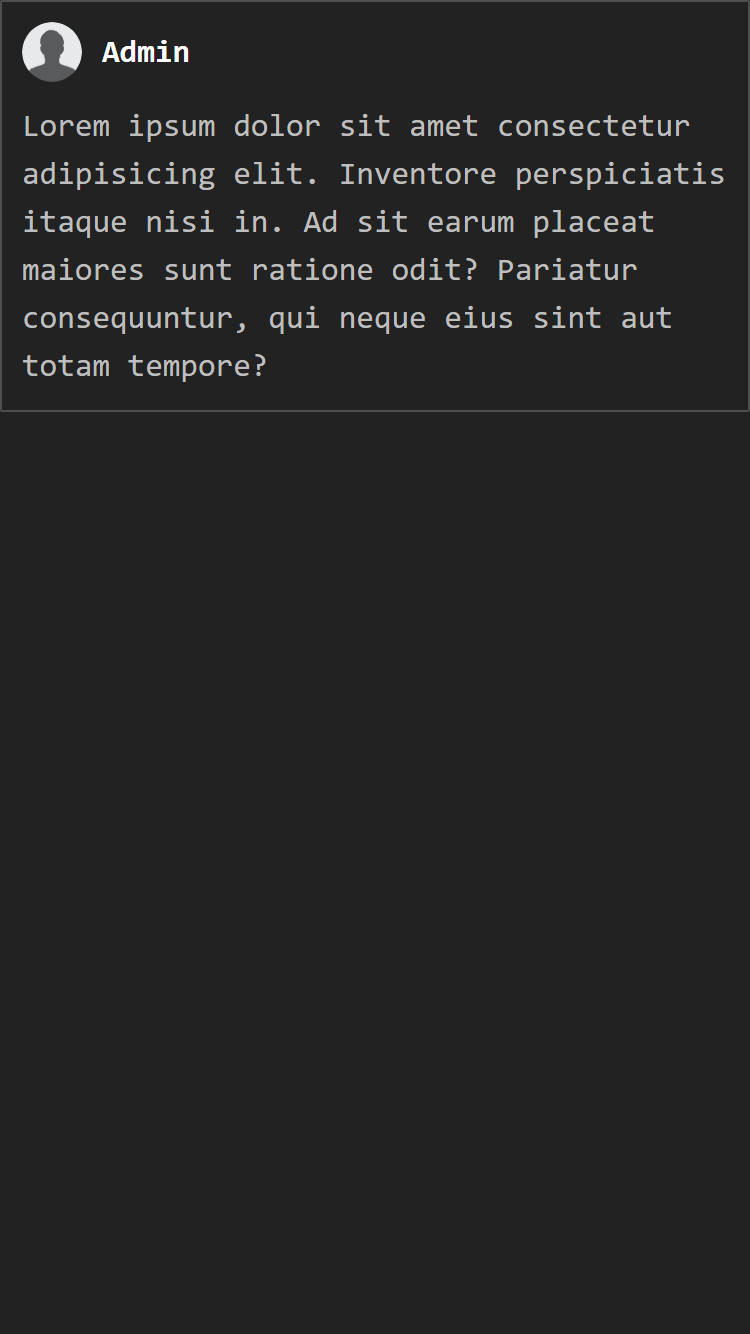 Admin
Lorem ipsum dolor sit amet consectetur
adipisicing elit. Inventore perspiciatis
itaque nisi in. Ad sit earum placeat
maiores sunt ratione odit? Pariatur
consequuntur, qui neque eius sint aut
totam tempore?